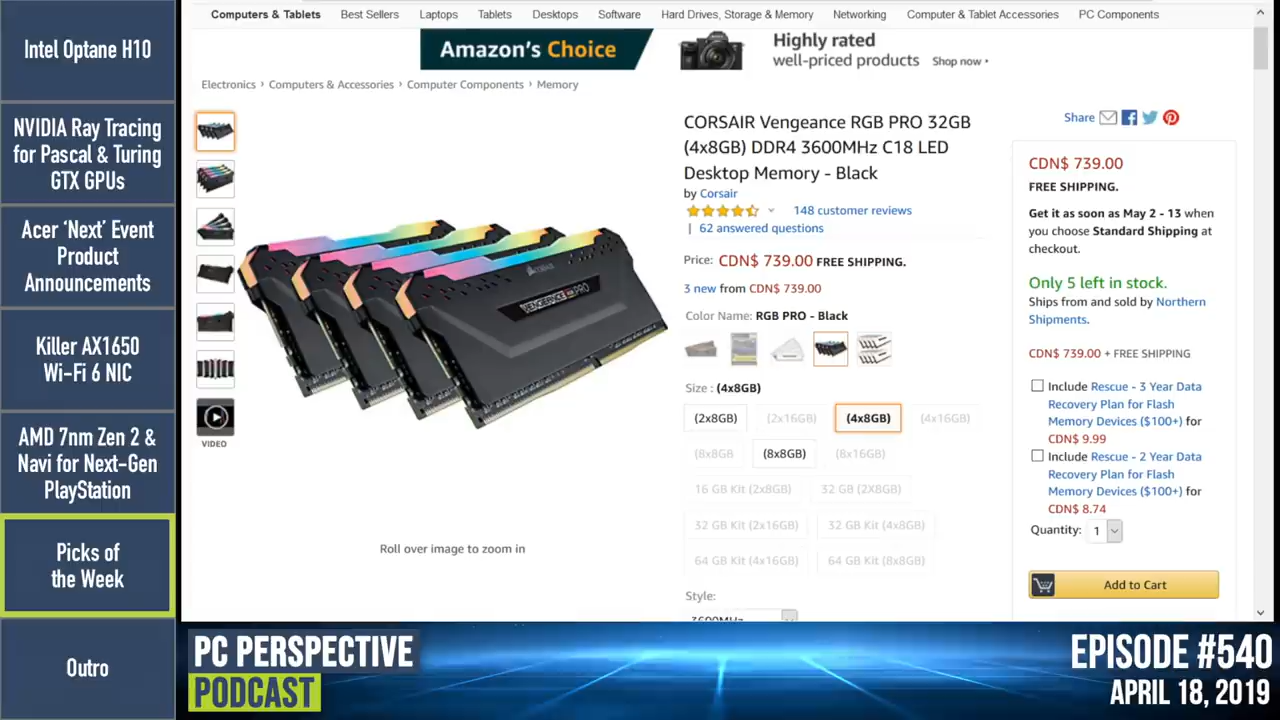 Intel Optane H10
NVIDIA Ray Tracing
for Pascal & Turing
GTX GPUs
Acer ‘Next’ Event
Product
Announcements
Killer AX1650
Wi-Fi 6 NIC
AMD 7nm Zen 2 &
Navi for Next-Gen
PlayStation
Picks of
the Week
Outro
Computers & Tablets Best Sellers Laptops Tablets Desktops Software Hard Drives, Storage & Memory Networking Computer & Tablet Accessories PC Components
Amazon's Choice
Highly rated
well-priced products Shop now ›
Electronics › Computers & Accessories › Computer Components › Memory
VIDEO
CORSAIR
VENGEANCE RGB PRO
Roll over image to zoom in
CORSAIR Vengeance RGB PRO 32GB
(4x8GB) DDR4 3600MHz C18 LED
Desktop Memory - Black
by Corsair
148 customer reviews
| 62 answered questions
Price: CDN$ 739.00 FREE SHIPPING.
3 new from CDN$ 739.00
Color Name: RGB PRO - Black
Size : (4x8GB)
(2x8GB) (2x16GB) (4x8GB) (4x16GB)
(8x8GB (8x8GB) (8x16GB)
16 GB Kit (2x8GB) 32 GB (2X8GB)
32 GB Kit (2x16GB) 32 GB Kit (4x8GB)
64 GB Kit (4x16GB) 64 GB Kit (8x8GB)
Style:
3600MHz
Share
CDN$ 739.00
FREE SHIPPING.
Get it as soon as May 2 - 13 when
you choose Standard Shipping at
checkout.
Only 5 left in stock.
Ships from and sold by Northern
Shipments.
CDN$ 739.00 + FREE SHIPPING
Include Rescue - 3 Year Data
Recovery Plan for Flash
Memory Devices ($100+) for
CDN$ 9.99
Include Rescue - 2 Year Data
Recovery Plan for Flash
Memory Devices ($100+) for
CDN$ 8.74
Quantity: 1
Add to Cart
PC PERSPECTIVE
PODCAST
EPISODE #540
APRIL 18, 2019